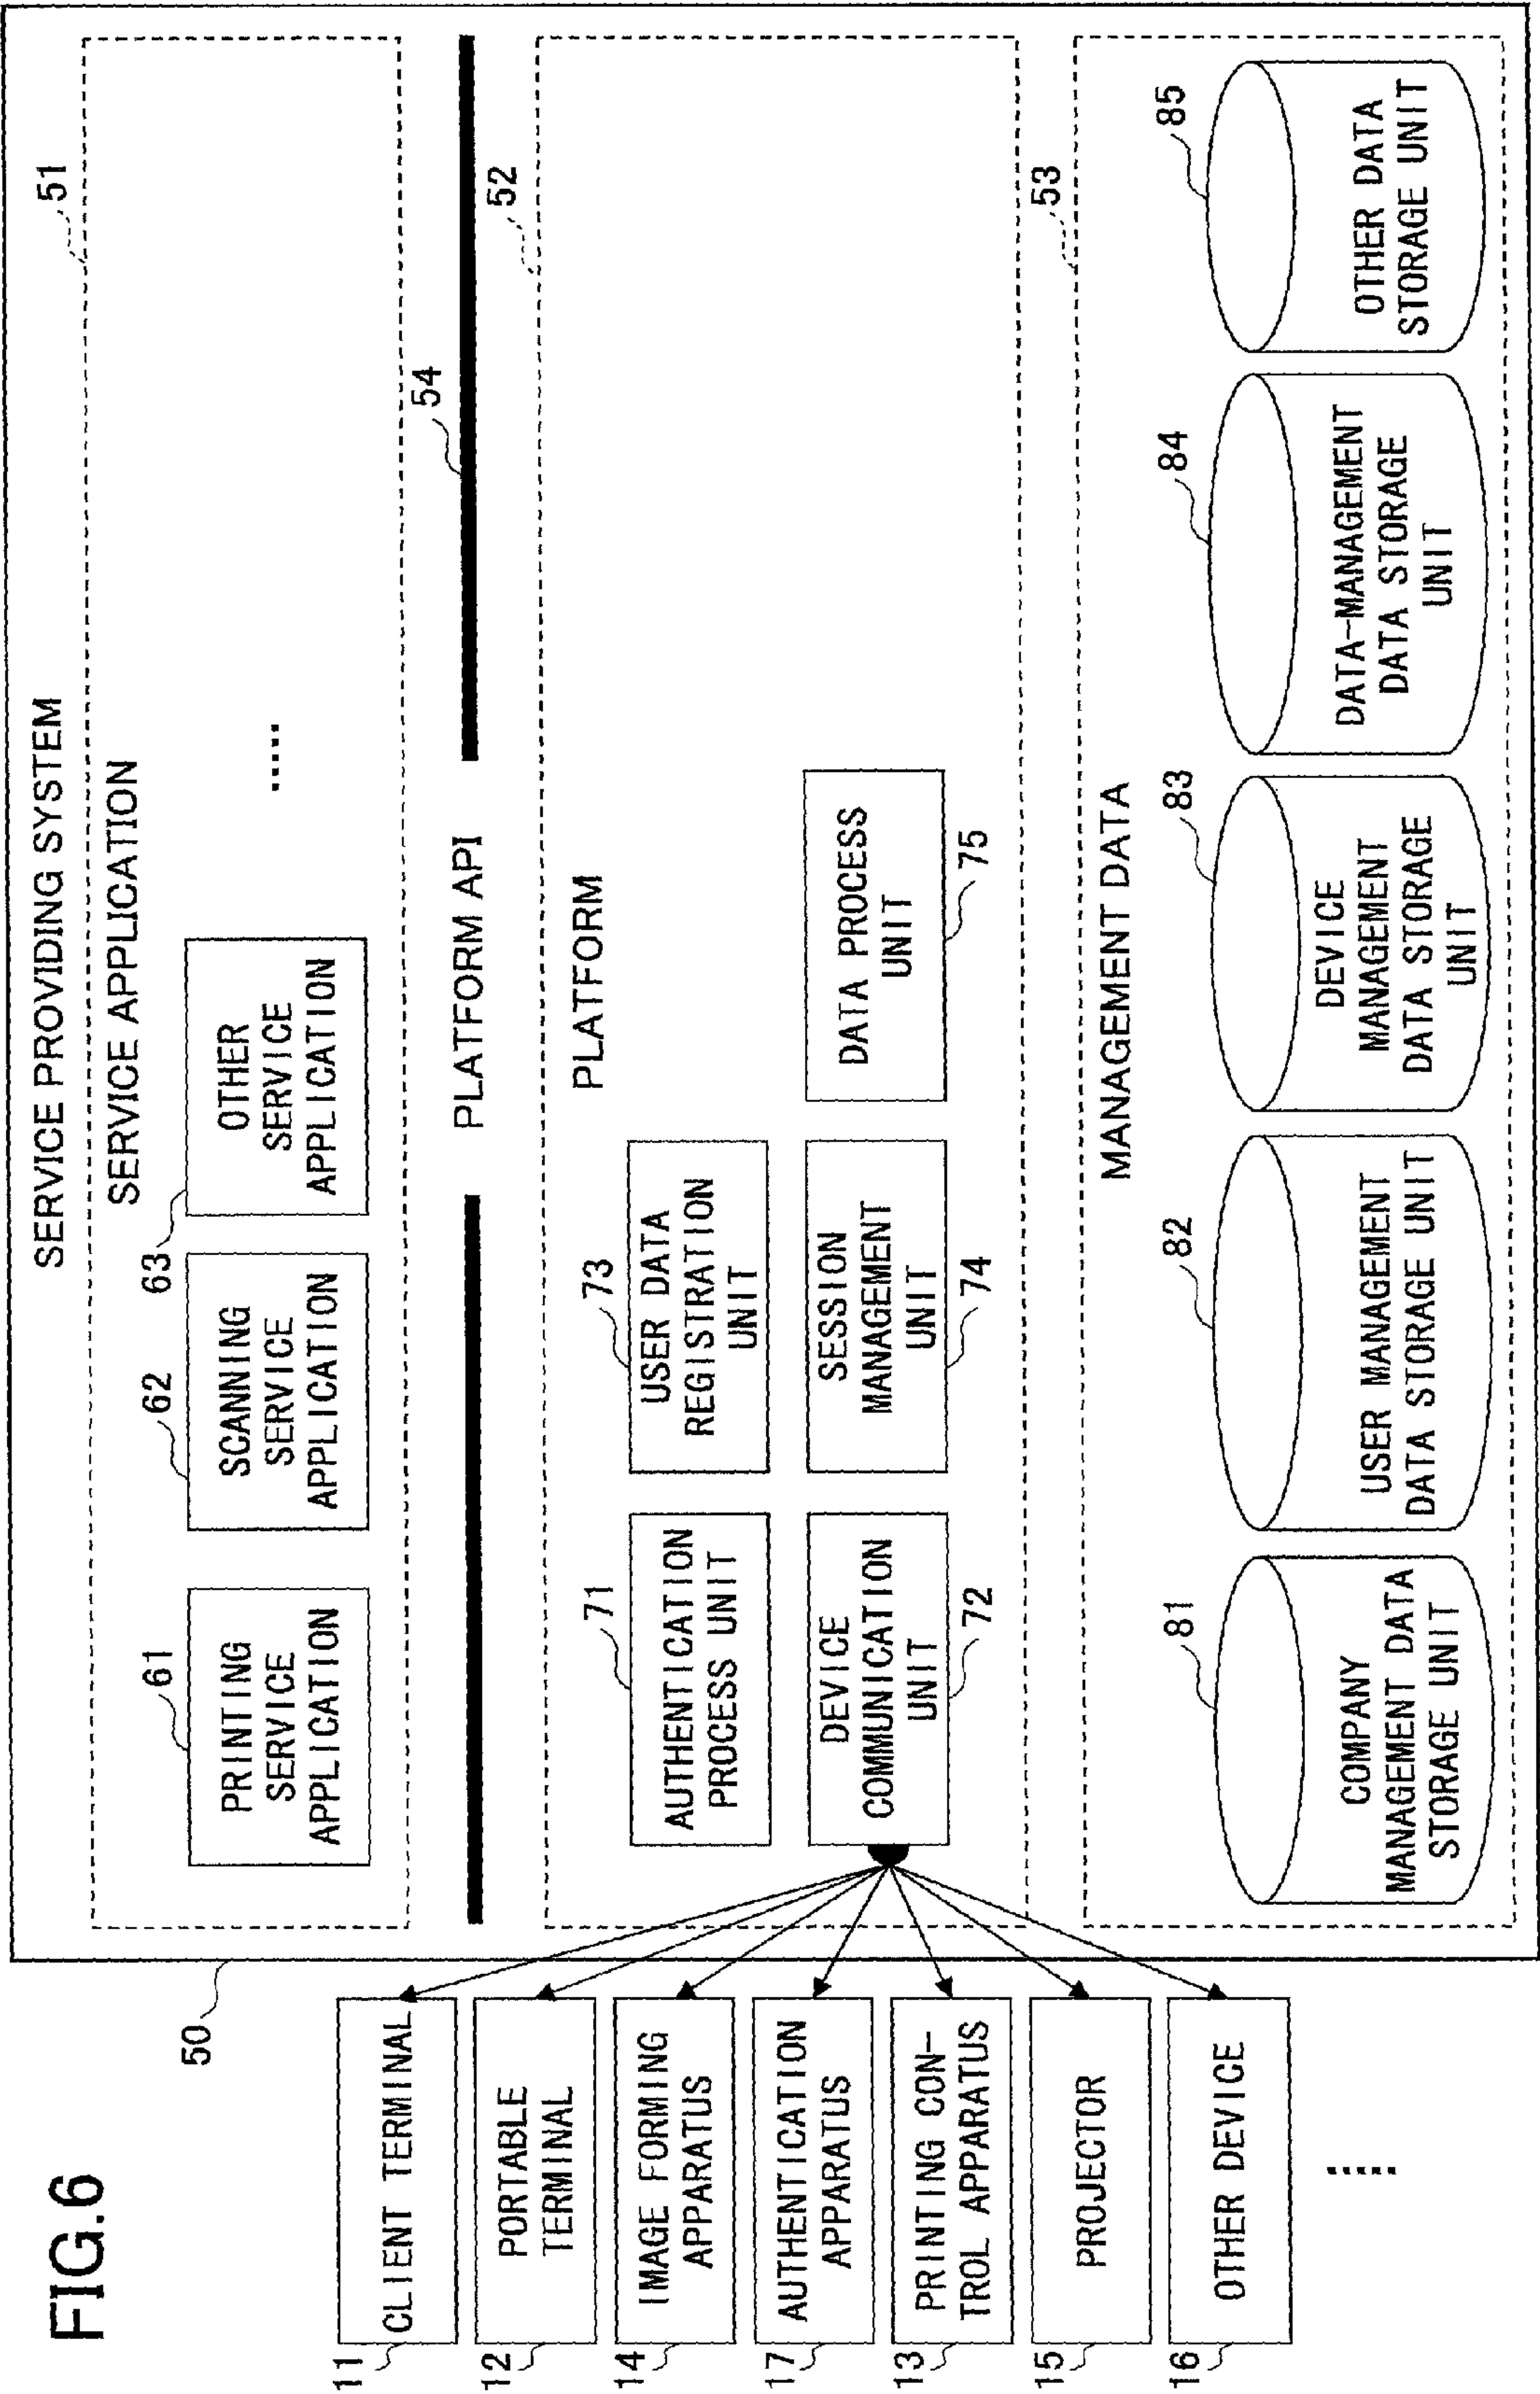 FIG.6
50
SERVICE PROVIDING SYSTEM
51
SERVICE APPLICATION
61
PRINTING
SERVICE
APPLICATION
62
SCANNING
SERVICE
APPLICATION
63
OTHER
SERVICE
APPLICATION
.....
PLATFORM API
54
52
PLATFORM
71
AUTHENTICATION
PROCESS UNIT
73
USER DATA
REGISTRATION
UNIT
DEVICE
COMMUNICATION
UNIT
72
SESSION
MANAGEMENT
UNIT
74
DATA PROCESS
UNIT
75
53
MANAGEMENT DATA
81
COMPANY
MANAGEMENT DATA
STORAGE UNIT
82
USER MANAGEMENT
DATA STORAGE UNIT
83
DEVICE
MANAGEMENT
DATA STORAGE
UNIT
84
DATA-MANAGEMENT
DATA STORAGE
UNIT
85
OTHER DATA
STORAGE UNIT
11
CLIENT TERMINAL
12
PORTABLE
TERMINAL
14
IMAGE FORMING
APPARATUS
17
AUTHENTICATION
APPARATUS
13
PRINTING CON-
TROL APPARATUS
15
PROJECTOR
16
OTHER DEVICE
.....